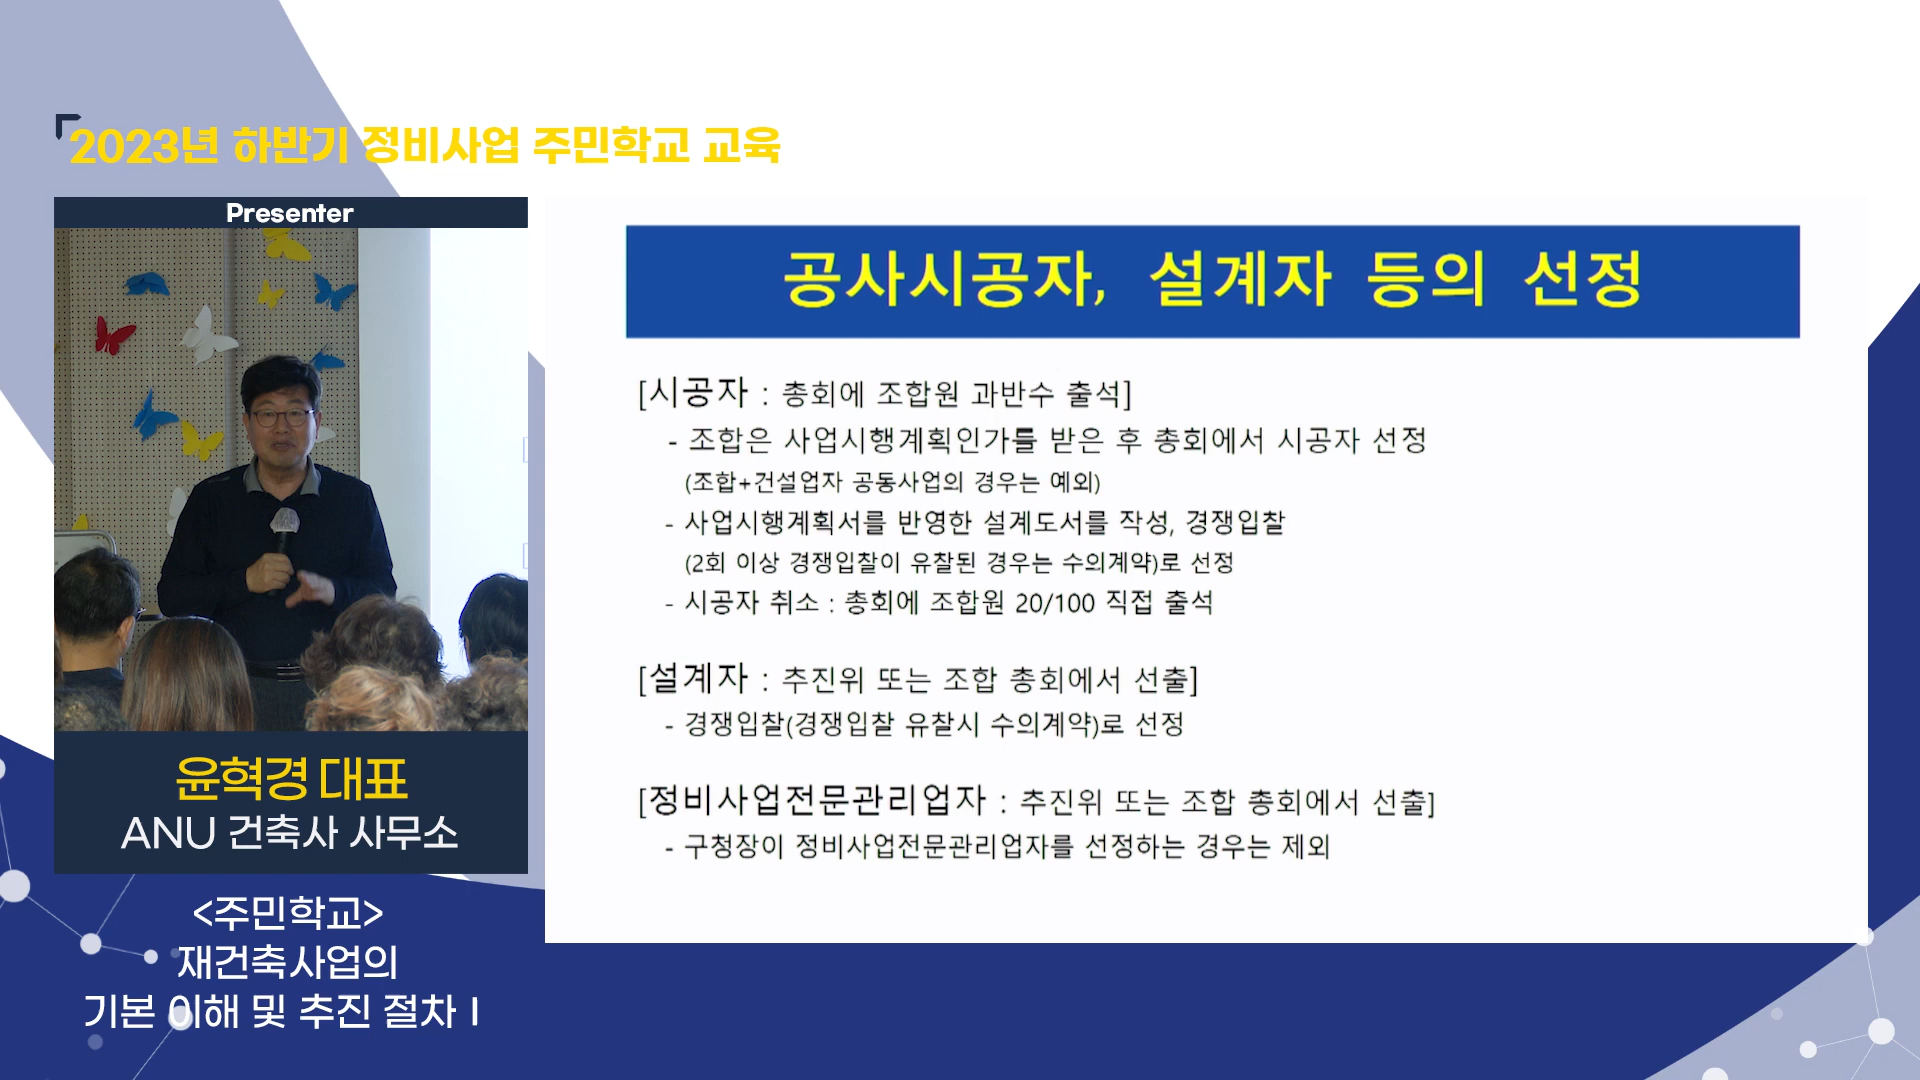 2023년 하반기 정비사업 주민학교 교육
Presenter
윤혁경 대표
ANU 건축사 사무소
<주민학교>
재건축사업의
기본 이해 및 추진 절차 I
공사시공자, 설계자 등의 선정
[시공자 : 총회에 조합원 과반수 출석]
- 조합은 사업시행계획인가를 받은 후 총회에서 시공자 선정
(조합+건설업자 공동사업의 경우는 예외)
- 사업시행계획서를 반영한 설계도서를 작성, 경쟁입찰
(2회 이상 경쟁입찰이 유찰된 경우는 수의계약)로 선정
- 시공자 취소 : 총회에 조합원 20/100 직접 출석
[설계자 : 추진위 또는 조합 총회에서 선출]
- 경쟁입찰(경쟁입찰 유찰시 수의계약)로 선정
[정비사업전문관리업자 : 추진위 또는 조합 총회에서 선출]
- 구청장이 정비사업전문관리업자를 선정하는 경우는 제외